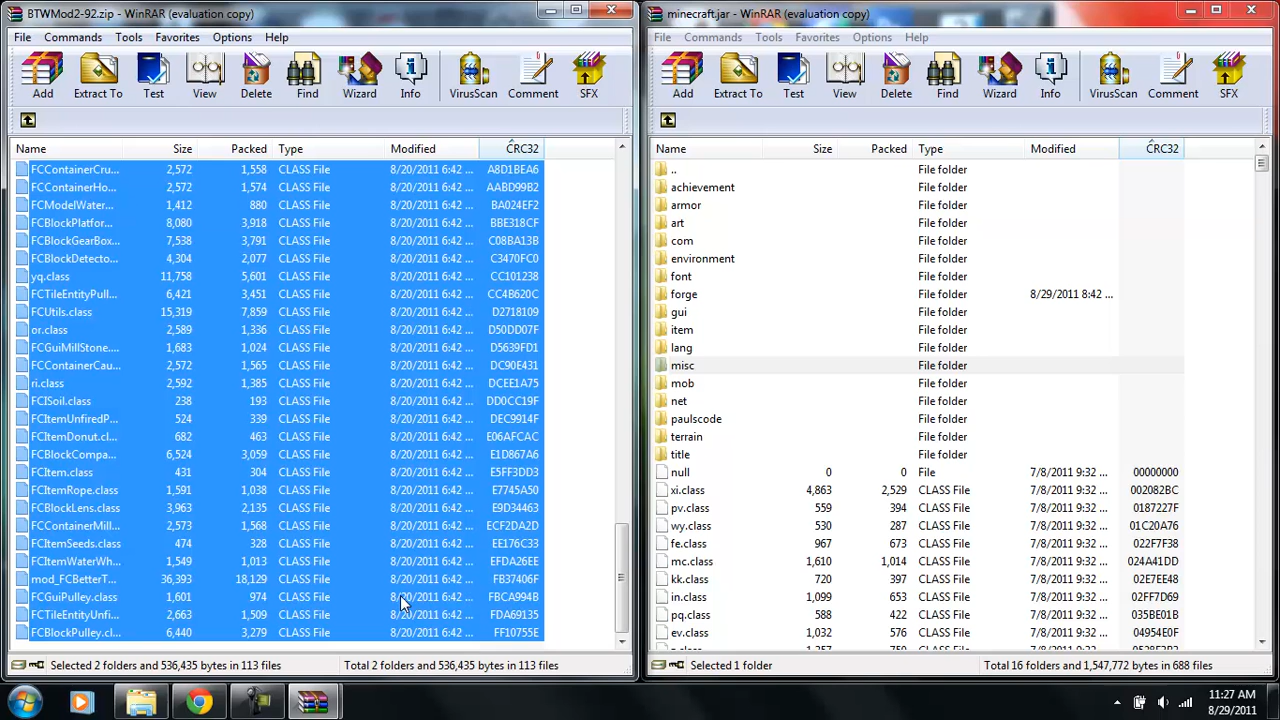 BTWMod2-92.zip - WinRAR (evaluation copy)
File Commands Tools Favorites Options Help
Add Extract To Test View Delete Find Wizard Info VirusScan Comment SFX
Name Size Packed Type Modified CRC32
FCContainerCru... 2,572 1,558 CLASS File 8/20/2011 6:42 ... A8D1BEA6
FCContainerHo... 2,572 1,574 CLASS File 8/20/2011 6:42 ... AABD99B2
FCModelWater... 1,412 880 CLASS File 8/20/2011 6:42 ... BA024EF2
FCBlockPlatfor... 8,080 3,918 CLASS File 8/20/2011 6:42 ... BBE318CF
FCBlockGearBox... 7,538 3,791 CLASS File 8/20/2011 6:42 ... C08BA13B
FCBlockDetecto... 4,304 2,077 CLASS File 8/20/2011 6:42 ... C3470FC0
yq.class 11,758 5,601 CLASS File 8/20/2011 6:42 ... CC101238
FCTileEntityPull... 6,421 3,451 CLASS File 8/20/2011 6:42 ... CC4B620C
FCUtils.class 15,319 7,859 CLASS File 8/20/2011 6:42 ... D2718109
or.class 2,589 1,336 CLASS File 8/20/2011 6:42 ... D50DD07F
FCGuiMillStone.... 1,683 1,024 CLASS File 8/20/2011 6:42 ... D5639FD1
FCContainerCau... 2,572 1,565 CLASS File 8/20/2011 6:42 ... DC90E431
ri.class 2,592 1,385 CLASS File 8/20/2011 6:42 ... DCEE1A75
FCISoil.class 238 193 CLASS File 8/20/2011 6:42 ... DD0CC19F
FCItemUnfiredP... 524 339 CLASS File 8/20/2011 6:42 ... DEC9914F
FCItemDonut.cl... 682 463 CLASS File 8/20/2011 6:42 ... E06AFCAC
FCBlockCompa... 6,524 3,059 CLASS File 8/20/2011 6:42 ... E1D867A6
FCItem.class 431 304 CLASS File 8/20/2011 6:42 ... E5FF3DD3
FCItemRope.class 1,591 1,038 CLASS File 8/20/2011 6:42 ... E7745A50
FCBlockLens.class 3,963 2,135 CLASS File 8/20/2011 6:42 ... E9D34463
FCContainerMill... 2,573 1,568 CLASS File 8/20/2011 6:42 ... ECF2DA2D
FCItemSeeds.class 474 328 CLASS File 8/20/2011 6:42 ... EE176C33
FCItemWaterWh... 1,549 1,013 CLASS File 8/20/2011 6:42 ... EFDA26EE
mod_FCBetterT... 36,393 18,129 CLASS File 8/20/2011 6:42 ... FB37406F
FCGuiPulley.class 1,601 974 CLASS File 8/20/2011 6:42 ... FBCA994B
FCTileEntityUnfi... 2,663 1,509 CLASS File 8/20/2011 6:42 ... FDA69135
FCBlockPulley.cl... 6,440 3,279 CLASS File 8/20/2011 6:42 ... FF10755E
Selected 2 folders and 536,435 bytes in 113 files Total 2 folders and 536,435 bytes in 113 files
minecraft.jar - WinRAR (evaluation copy)
File Commands Tools Favorites Options Help
Add Extract To Test View Delete Find Wizard Info VirusScan Comment SFX
Name Size Packed Type Modified CRC32
.. File folder
achievement File folder
armor File folder
art File folder
com File folder
environment File folder
font File folder
forge File folder 8/29/2011 8:42 ...
gui File folder
item File folder
lang File folder
misc File folder
mob File folder
net File folder
paulscode File folder
terrain File folder
title File folder
null 0 0 File 7/8/2011 9:32 ... 00000000
xi.class 4,863 2,529 CLASS File 7/8/2011 9:32 ... 002082BC
pv.class 559 394 CLASS File 7/8/2011 9:32 ... 0187227F
wy.class 530 287 CLASS File 7/8/2011 9:32 ... 01C20A76
fe.class 967 673 CLASS File 7/8/2011 9:32 ... 022F7F38
mc.class 1,610 1,014 CLASS File 7/8/2011 9:32 ... 024A41DD
kk.class 720 397 CLASS File 7/8/2011 9:32 ... 02E7EE48
in.class 1,099 653 CLASS File 7/8/2011 9:32 ... 02FF7D69
pq.class 588 422 CLASS File 7/8/2011 9:32 ... 035BE01B
ev.class 1,032 576 CLASS File 7/8/2011 9:32 ... 04954E0F
Selected 1 folder Total 16 folders and 1,547,772 bytes in 688 files
11:27 AM
8/29/2011